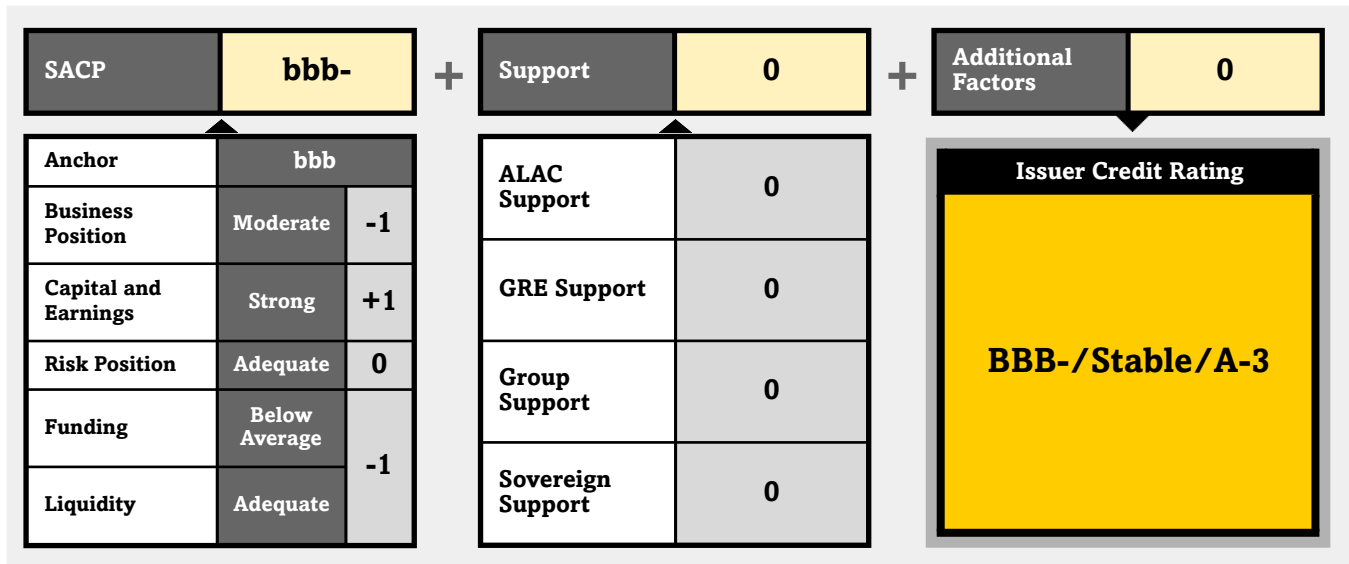 SACP
bbb-
+
Support
0
+
Additional
Factors
0
Anchor
bbb
Business
Position
Moderate
-1
Capital and
Earnings
Strong
+1
Risk Position
Adequate
0
Funding
Below
Average
-1
Liquidity
Adequate
ALAC
Support
0
GRE Support
0
Group
Support
0
Sovereign
Support
0
Issuer Credit Rating
BBB-/Stable/A-3